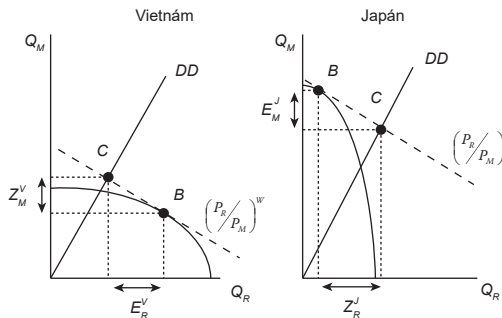 Vietnám
Q_M
DD
C
Z_M^V
B
(P_R/P_M)^W
E_R^V
Q_R
Japán
Q_M
B
DD
E_M^J
C
(P_R/P_M)
Z_R^J
Q_R